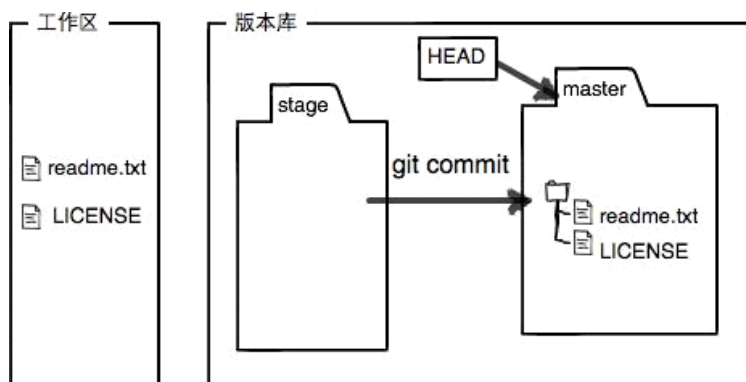 工作区
版本库
HEAD
stage
master
readme.txt
LICENSE
git commit
readme.txt
LICENSE